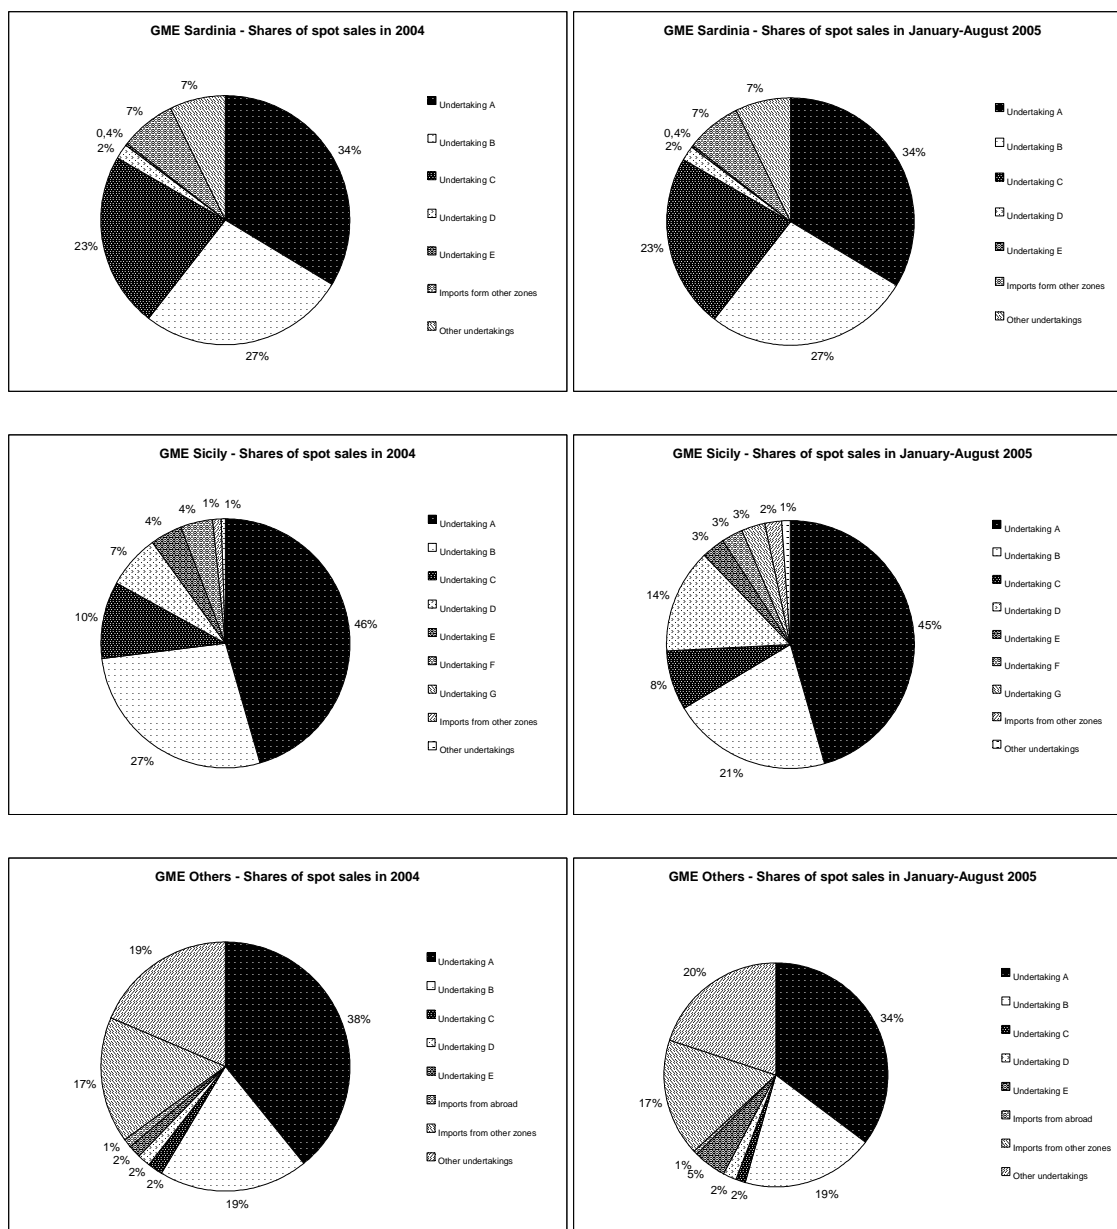 GME Sardinia - Shares of spot sales in 2004
7%
7%
0,4%
2%
34%
23%
27%
Undertaking A
Undertaking B
Undertaking C
Undertaking D
Undertaking E
Imports form other zones
Other undertakings
GME Sardinia - Shares of spot sales in January-August 2005
7%
7%
0,4%
2%
34%
23%
27%
Undertaking A
Undertaking B
Undertaking C
Undertaking D
Undertaking E
Imports form other zones
Other undertakings
GME Sicily - Shares of spot sales in 2004
1%
1%
4%
4%
7%
10%
46%
27%
Undertaking A
Undertaking B
Undertaking C
Undertaking D
Undertaking E
Undertaking F
Undertaking G
Imports from other zones
Other undertakings
GME Sicily - Shares of spot sales in January-August 2005
1%
2%
3%
3%
3%
14%
45%
8%
21%
Undertaking A
Undertaking B
Undertaking C
Undertaking D
Undertaking E
Undertaking F
Undertaking G
Imports from other zones
Other undertakings
GME Others - Shares of spot sales in 2004
19%
38%
17%
1%
2%
2%
2%
19%
Undertaking A
Undertaking B
Undertaking C
Undertaking D
Undertaking E
Imports from abroad
Imports from other zones
Other undertakings
GME Others - Shares of spot sales in January-August 2005
20%
34%
17%
1%
5%
2%
2%
19%
Undertaking A
Undertaking B
Undertaking C
Undertaking D
Undertaking E
Imports from abroad
Imports from other zones
Other undertakings